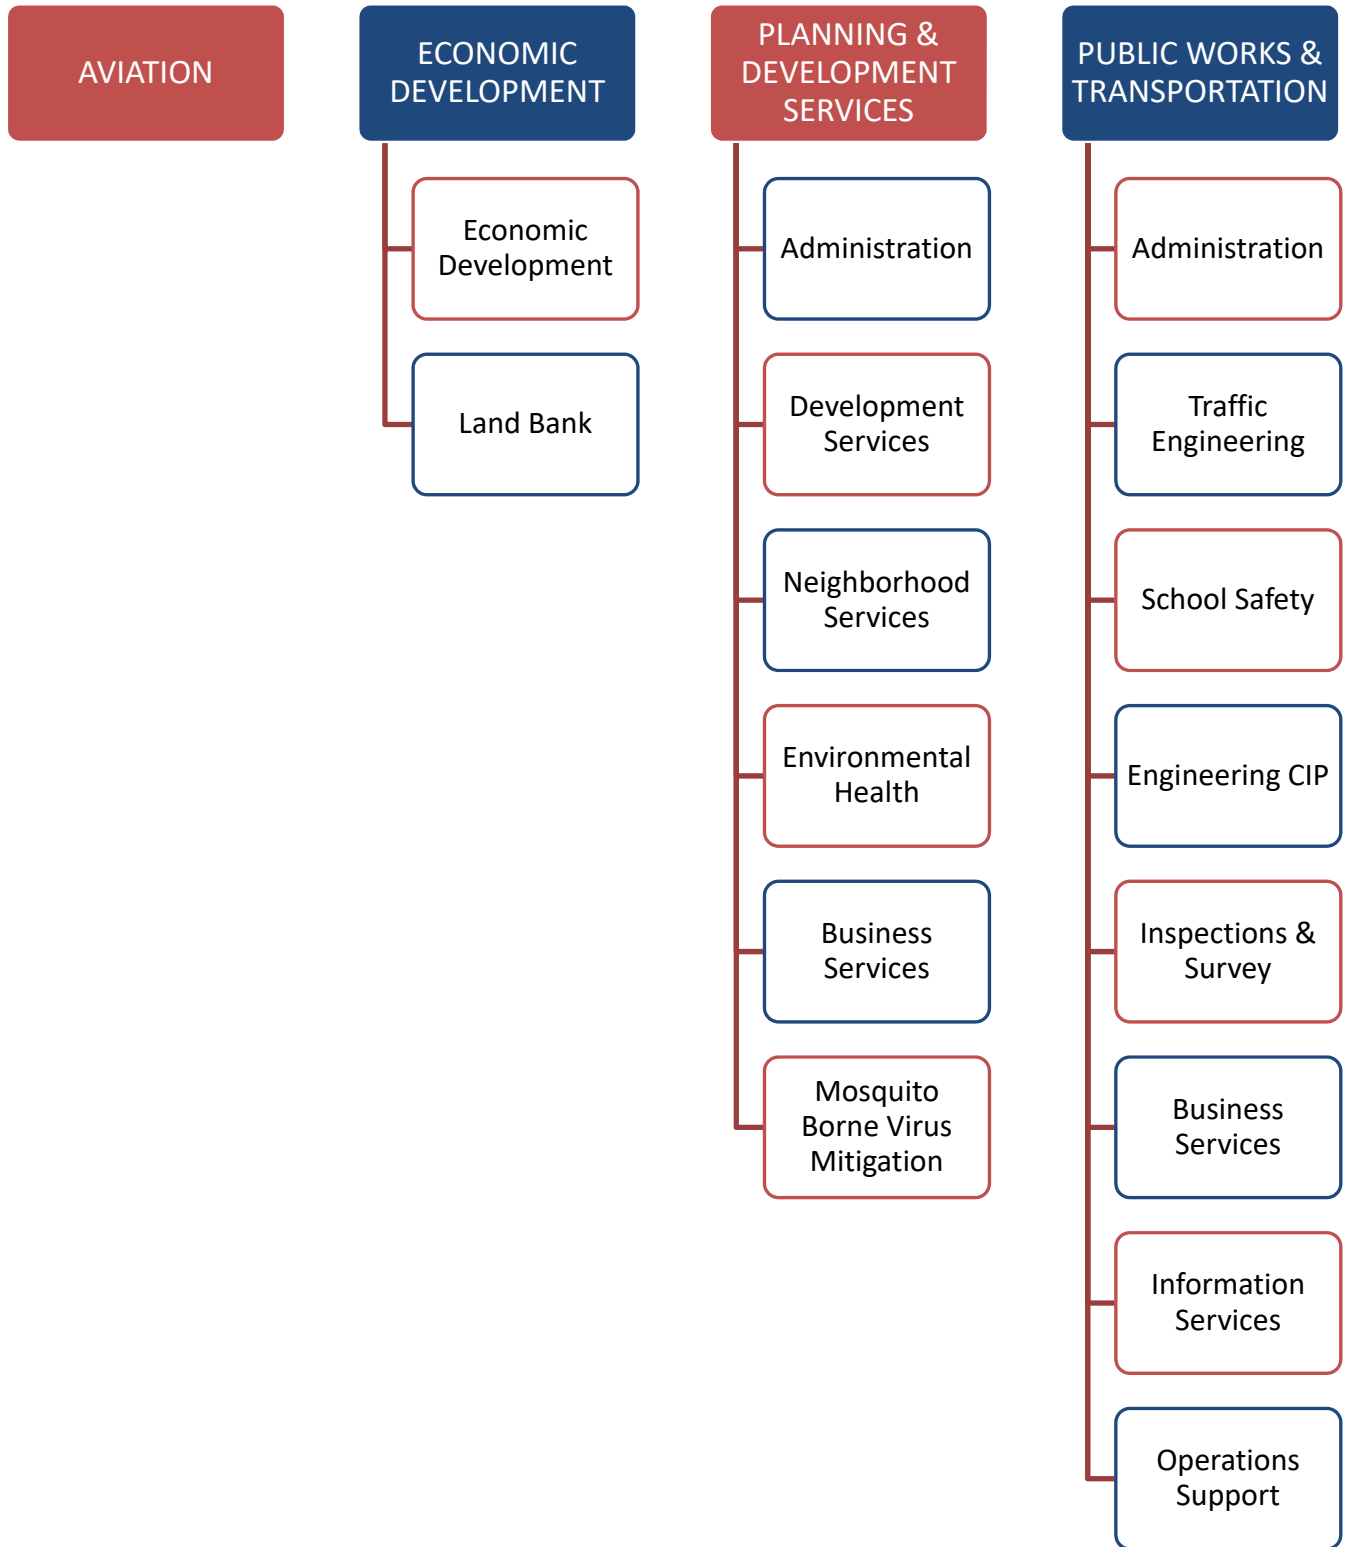 AVIATION
ECONOMIC
DEVELOPMENT
Economic
Development
Land Bank
PLANNING &
DEVELOPMENT
SERVICES
Administration
Development
Services
Neighborhood
Services
Environmental
Health
Business
Services
Mosquito
Borne Virus
Mitigation
PUBLIC WORKS &
TRANSPORTATION
Administration
Traffic
Engineering
School Safety
Engineering CIP
Inspections &
Survey
Business
Services
Information
Services
Operations
Support